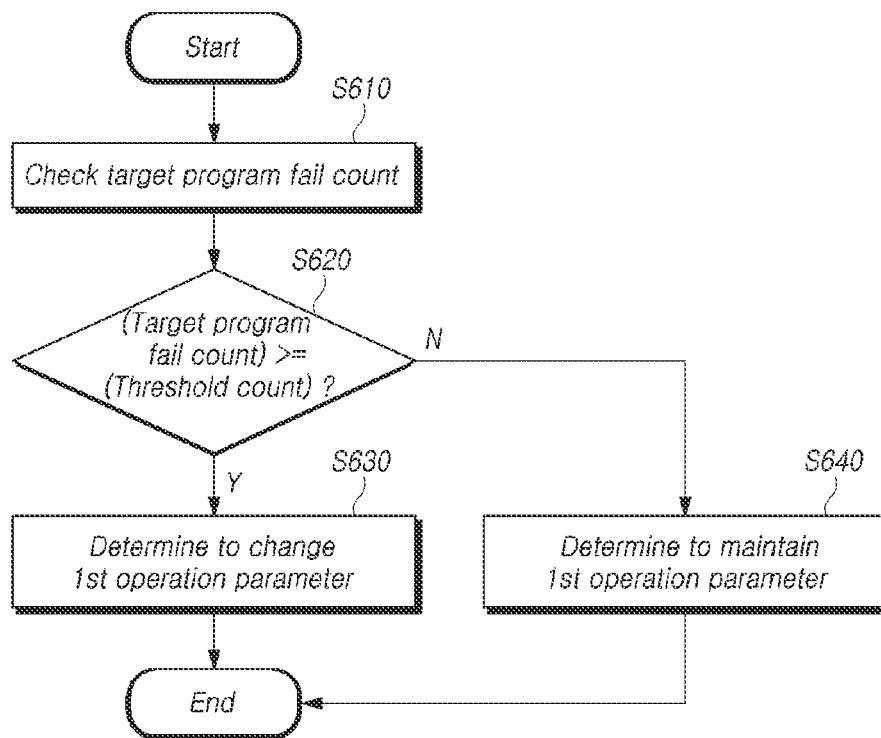 Start
S610
Check target program fail count
S620
(Target program
fail count) >=
(Threshold count) ?
N
Y
S630
Determine to change
1st operation parameter
S640
Determine to maintain
1st operation parameter
End